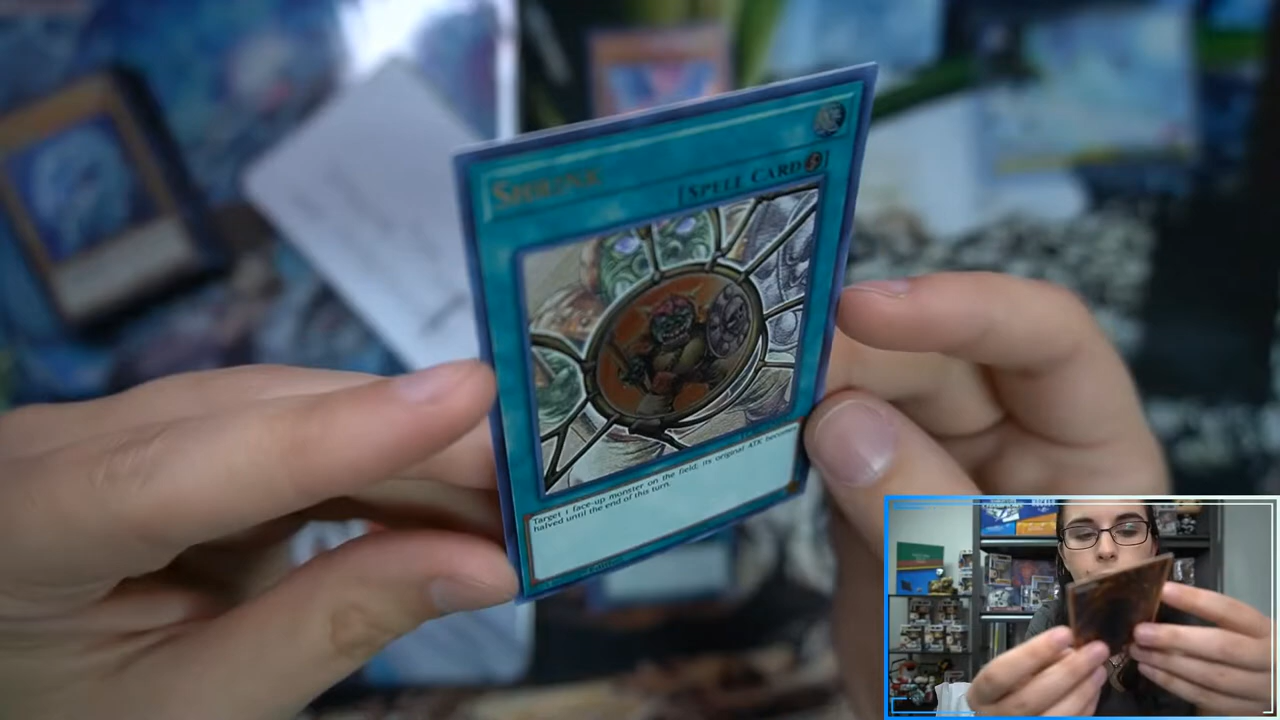 SHRINK
[SPELL CARD]
Target 1 face-up monster on the field; its original ATK becomes
halved until the end of this turn.